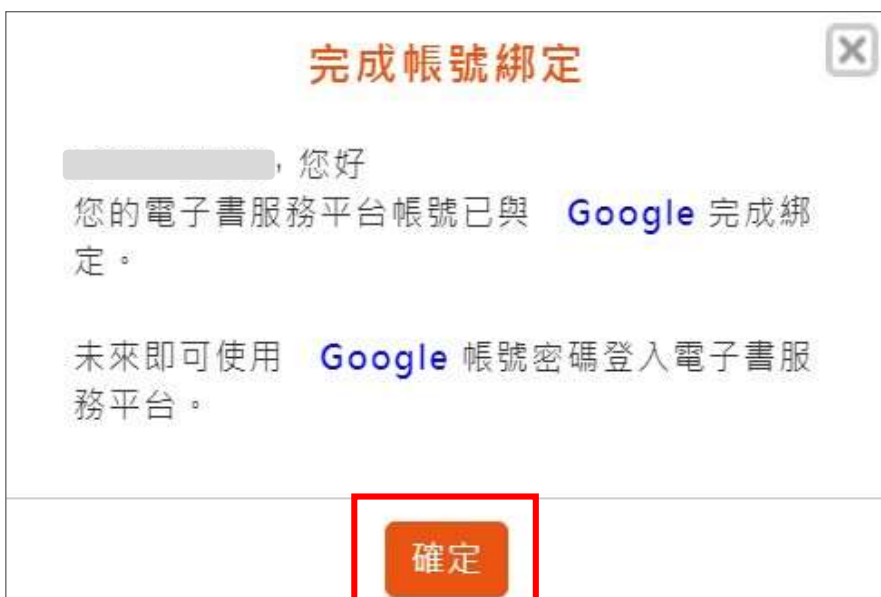 完成帳號綁定
，您好
您的電子書服務平台帳號已與 Google 完成綁
定。
未來即可使用 Google 帳號密碼登入電子書服
務平台。
確定